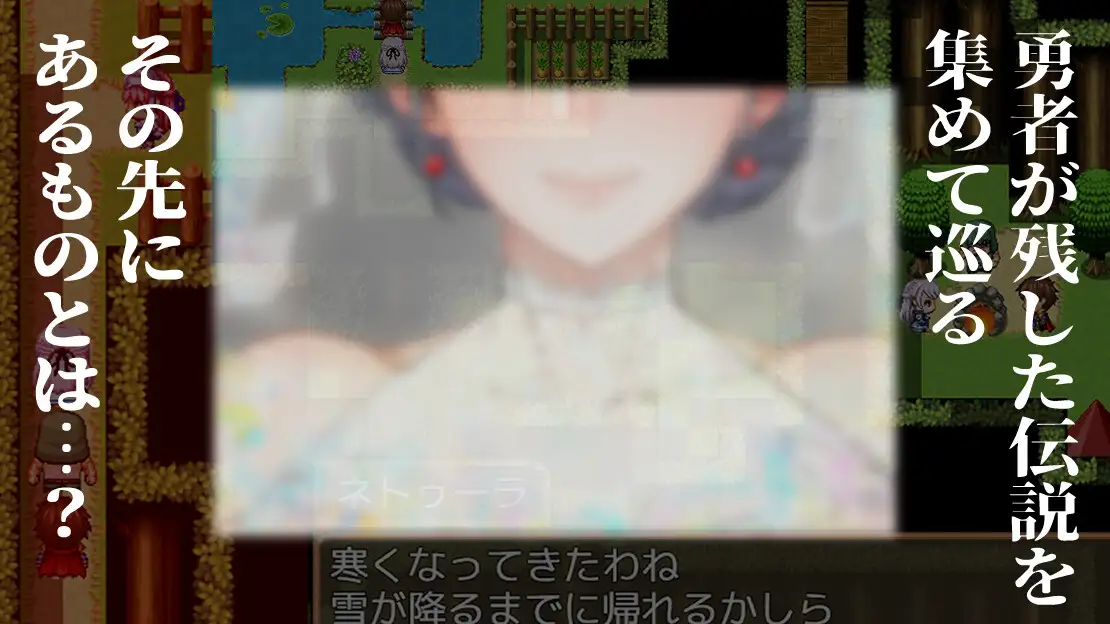 勇者が残した伝説を
集めて巡る
その先に
あるものとは…？
ネトゥーラ
寒くなってきたわね
雪が降るまでに帰れるかしら